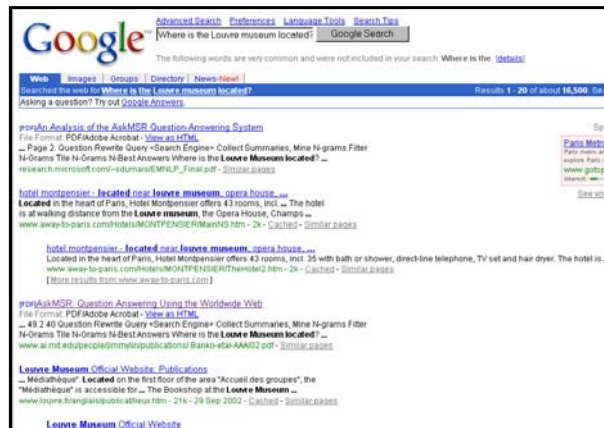 Advanced Search Preferences Language Tools Search Tips
Google
Where is the Louvre museum located? Google Search
The following words are very common and were not included in your search: Where is the. [details]
Web Images Groups Directory News-New!
Searched the web for Where is the Louvre museum located?. Results 1 - 20 of about 16,500. Sea
Asking a question? Try out Google Answers.
[PDF]An Analysis of the AskMSR Question-Answering System
File Format: PDF/Adobe Acrobat - View as HTML
... Page 2. Question Rewrite Query <Search Engine> Collect Summaries, Mine N-grams Filter
N-Grams Tile N-Grams N-Best Answers Where is the Louvre Museum located? ...
research.microsoft.com/~sdumais/EMNLP_Final.pdf - Similar pages
Spo
Paris Metro
Paris metro an
explore Paris i
www.gotop
Interest:
See you
hotel montpensier - located near louvre museum, opera house, ...
Located in the heart of Paris, Hotel Montpensier offers 43 rooms, incl. ... The hotel
is at walking distance from the Louvre museum, the Opera House, Champs ...
www.away-to-paris.com/Hotels/MONTPENSIER/MainNS.htm - 2k - Cached - Similar pages
hotel montpensier - located near louvre museum, opera house, ...
Located in the heart of Paris, Hotel Montpensier offers 43 rooms, incl. 35 with bath or shower, direct-line telephone, TV set and hair dryer. The hotel is.
www.away-to-paris.com/Hotels/MONTPENSIER/TheHotel2.htm - 2k - Cached - Similar pages
[ More results from www.away-to-paris.com ]
[PDF]AskMSR: Question Answering Using the Worldwide Web
File Format: PDF/Adobe Acrobat - View as HTML
... 49.2 40 Question Rewrite Query <Search Engine> Collect Summaries, Mine N-grams Filter
N-Grams Tile N-Grams N-Best Answers Where is the Louvre Museum located? ...
www.ai.mit.edu/people/jimmylin/publications/ Banko-etal-AAAI02.pdf - Similar pages
Louvre Museum Official Website: Publications
... Médiathèque". Located on the first floor of the area "Accueil des groupes", the
"Médiathèque" is accessible for ... The Bookshop at the Louvre Museum ...
www.louvre.fr/anglais/publicat/lieux.htm - 21k - 29 Sep 2002 - Cached - Similar pages
Louvre Museum Official Website